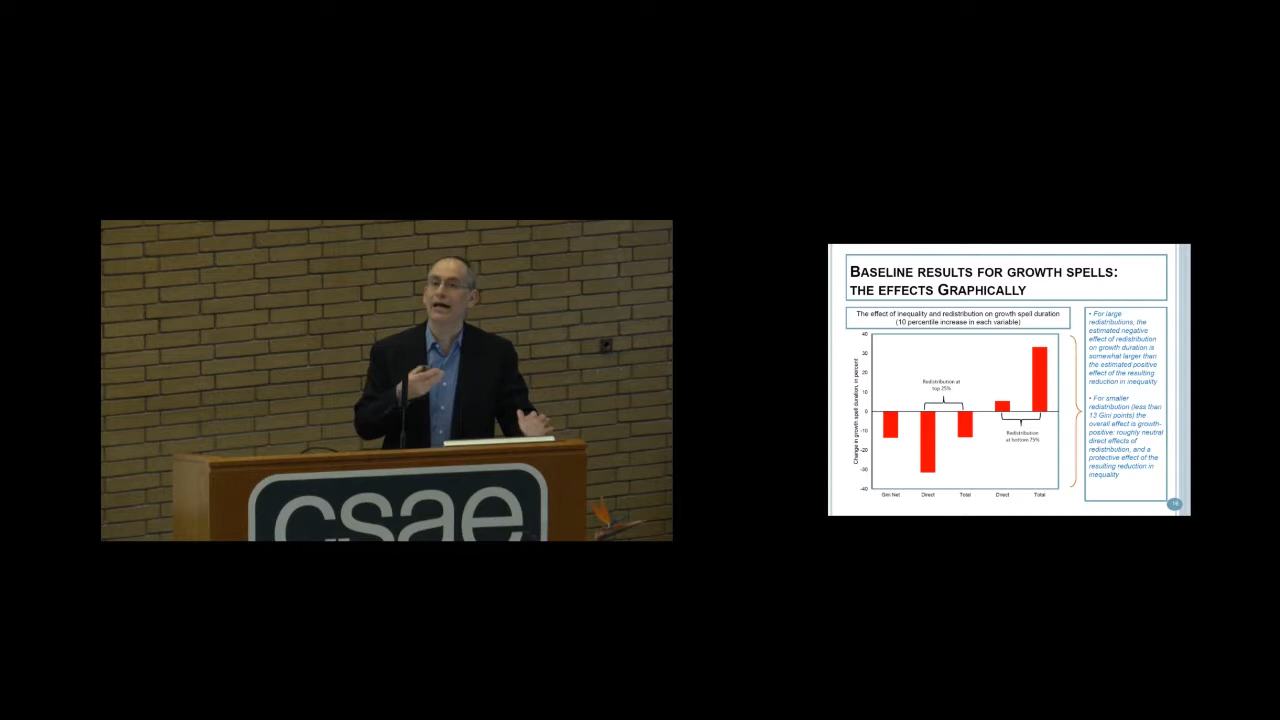 csae
BASELINE RESULTS FOR GROWTH SPELLS:
THE EFFECTS GRAPHICALLY
The effect of inequality and redistribution on growth spell duration
(10 percentile increase in each variable)
Change in growth spell duration, in percent
40
30
20
10
0
-10
-20
-30
-40
Redistribution at
top 25%
Redistribution
at bottom 75%
Gini Net Direct Total Direct Total
• For large
redistributions, the
estimated negative
effect of redistribution
on growth duration is
somewhat larger than
the estimated positive
effect of the resulting
reduction in inequality
• For smaller
redistribution (less than
13 Gini points) the
overall effect is growth-
positive: roughly neutral
direct effects of
redistribution, and a
protective effect of the
resulting reduction in
inequality